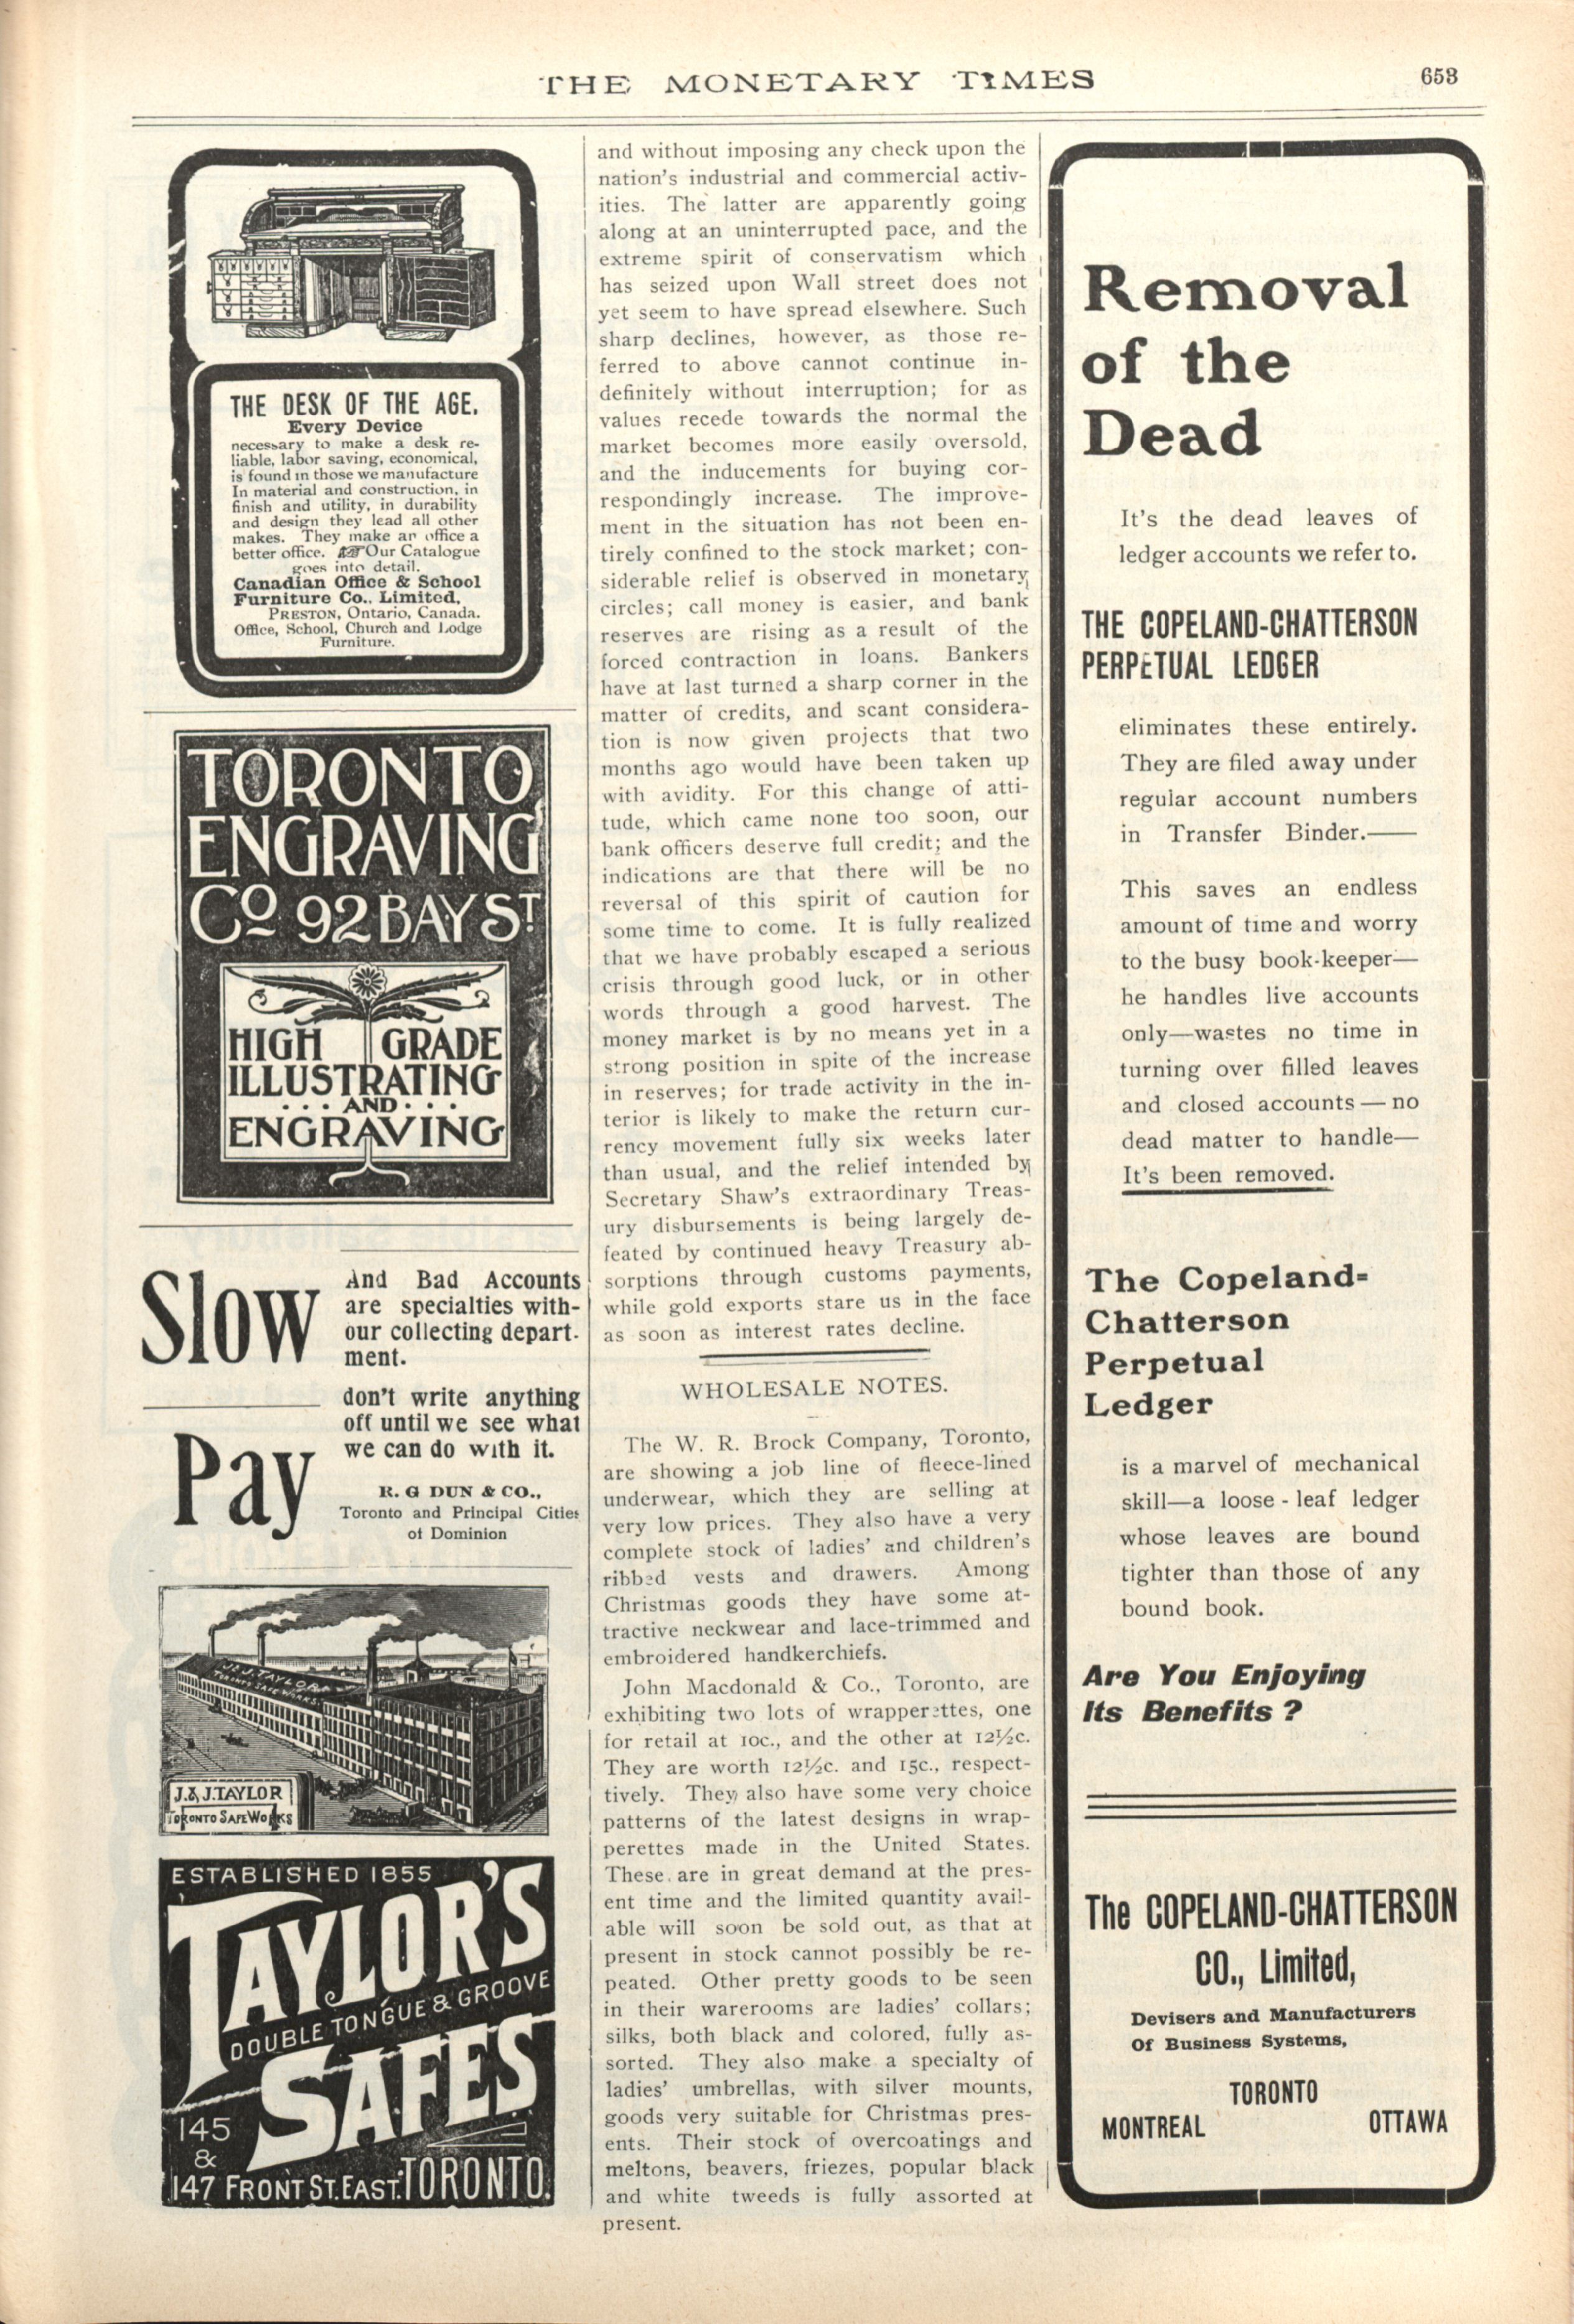 THE MONETARY TIMES
653
THE DESK OF THE AGE.
Every Device
necessary to make a desk re-
liable, labor saving, economical,
is found in those we manufacture
In material and construction, in
finish and utility, in durability
and design they lead all other
makes. They make an office a
better office. Our Catalogue
goes into detail.
Canadian Office & School
Furniture Co., Limited,
PRESTON, Ontario, Canada.
Office, School, Church and Lodge
Furniture.
TORONTO
ENGRAVING
Co 92 BAY ST.
HIGH GRADE
ILLUSTRATING
... AND ...
ENGRAVING
Slow
And Bad Accounts
are specialties with-
our collecting depart-
ment.
Pay
don't write anything
off until we see what
we can do with it.
R. G DUN & CO.,
Toronto and Principal Cities
of Dominion
J. & J. TAYLOR
TORONTO SAFE WORKS.
J. & J. TAYLOR
TORONTO SAFE WORKS
ESTABLISHED 1855
TAYLOR'S
DOUBLE TONGUE & GROOVE
SAFES
145
&
147 FRONT ST. EAST. TORONTO.
and without imposing any check upon the
nation's industrial and commercial activ-
ities. The latter are apparently going
along at an uninterrupted pace, and the
extreme spirit of conservatism which
has seized upon Wall street does not
yet seem to have spread elsewhere. Such
sharp declines, however, as those re-
ferred to above cannot continue in-
definitely without interruption; for as
values recede towards the normal the
market becomes more easily oversold,
and the inducements for buying cor-
respondingly increase. The improve-
ment in the situation has not been en-
tirely confined to the stock market; con-
siderable relief is observed in monetary
circles; call money is easier, and bank
reserves are rising as a result of the
forced contraction in loans. Bankers
have at last turned a sharp corner in the
matter of credits, and scant considera-
tion is now given projects that two
months ago would have been taken up
with avidity. For this change of atti-
tude, which came none too soon, our
bank officers deserve full credit; and the
indications are that there will be no
reversal of this spirit of caution for
some time to come. It is fully realized
that we have probably escaped a serious
crisis through good luck, or in other
words through a good harvest. The
money market is by no means yet in a
strong position in spite of the increase
in reserves; for trade activity in the in-
terior is likely to make the return cur-
rency movement fully six weeks later
than usual, and the relief intended by
Secretary Shaw's extraordinary Treas-
ury disbursements is being largely de-
feated by continued heavy Treasury ab-
sorptions through customs payments,
while gold exports stare us in the face
as soon as interest rates decline.
WHOLESALE NOTES.
The W. R. Brock Company, Toronto,
are showing a job line of fleece-lined
underwear, which they are selling at
very low prices. They also have a very
complete stock of ladies' and children's
ribbed vests and drawers. Among
Christmas goods they have some at-
tractive neckwear and lace-trimmed and
embroidered handkerchiefs.
John Macdonald & Co., Toronto, are
exhibiting two lots of wrapperettes, one
for retail at 10c., and the other at 12½c.
They are worth 12½c. and 15c., respect-
tively. They also have some very choice
patterns of the latest designs in wrap-
perettes made in the United States.
These are in great demand at the pres-
ent time and the limited quantity avail-
able will soon be sold out, as that at
present in stock cannot possibly be re-
peated. Other pretty goods to be seen
in their warerooms are ladies' collars;
silks, both black and colored, fully as-
sorted. They also make a specialty of
ladies' umbrellas, with silver mounts,
goods very suitable for Christmas pres-
ents. Their stock of overcoatings and
meltons, beavers, friezes, popular black
and white tweeds is fully assorted at
present.
Removal
of the
Dead
It's the dead leaves of
ledger accounts we refer to.
THE COPELAND-CHATTERSON
PERPETUAL LEDGER
eliminates these entirely.
They are filed away under
regular account numbers
in Transfer Binder.—
This saves an endless
amount of time and worry
to the busy book-keeper—
he handles live accounts
only—wastes no time in
turning over filled leaves
and closed accounts—no
dead matter to handle—
It's been removed.
The Copeland-
Chatterson
Perpetual
Ledger
is a marvel of mechanical
skill—a loose-leaf ledger
whose leaves are bound
tighter than those of any
bound book.
Are You Enjoying
Its Benefits ?
The COPELAND-CHATTERSON
CO., Limited,
Devisers and Manufacturers
Of Business Systems,
TORONTO
MONTREAL OTTAWA